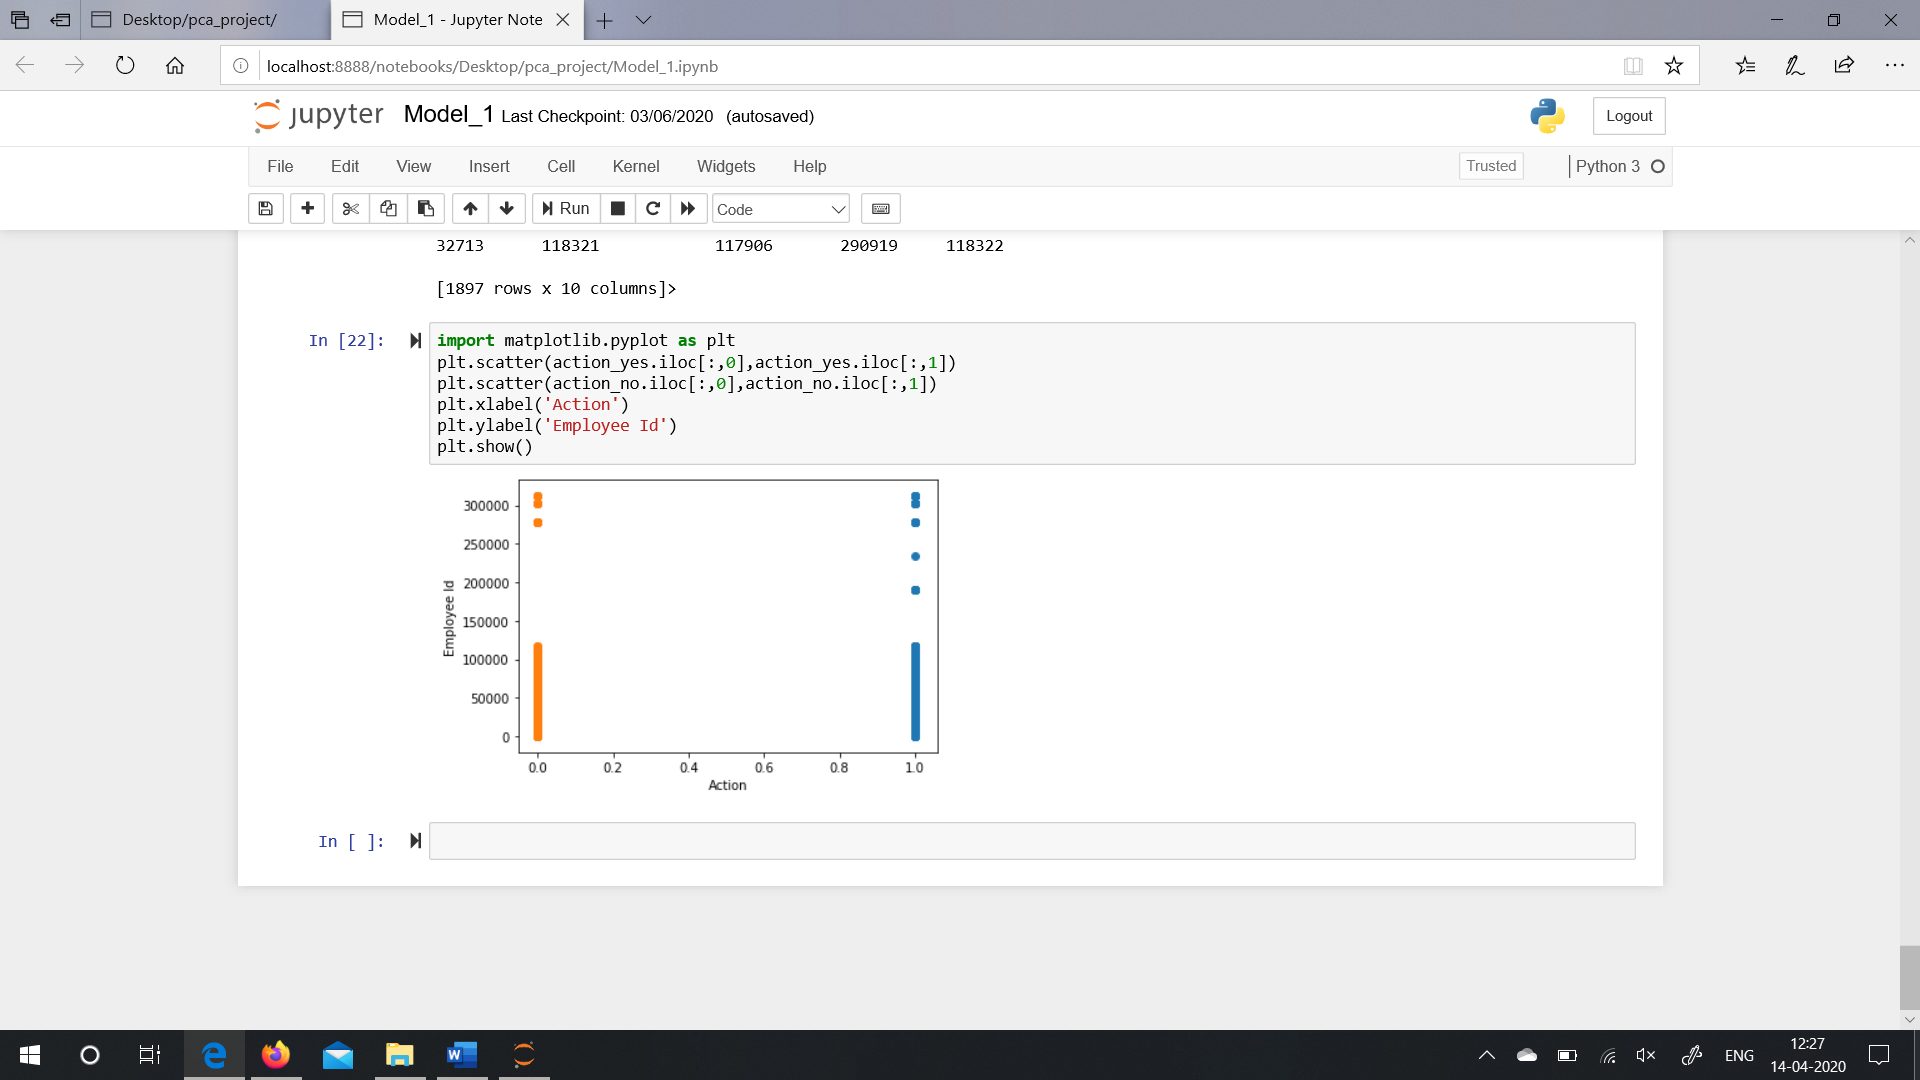 Desktop/pca_project/
Model_1 - Jupyter Note
localhost:8888/notebooks/Desktop/pca_project/Model_1.ipynb
jupyter Model_1 Last Checkpoint: 03/06/2020 (autosaved)
Logout
File Edit View Insert Cell Kernel Widgets Help
Trusted
Python 3
Run
Code
32713 118321 117906 290919 118322
[1897 rows x 10 columns]>
In [22]:
import matplotlib.pyplot as plt
plt.scatter(action_yes.iloc[:,0],action_yes.iloc[:,1])
plt.scatter(action_no.iloc[:,0],action_no.iloc[:,1])
plt.xlabel('Action')
plt.ylabel('Employee Id')
plt.show()
300000
250000
200000
150000
100000
50000
0
Employee Id
0.0 0.2 0.4 0.6 0.8 1.0
Action
In [ ]:
ENG
12:27
14-04-2020